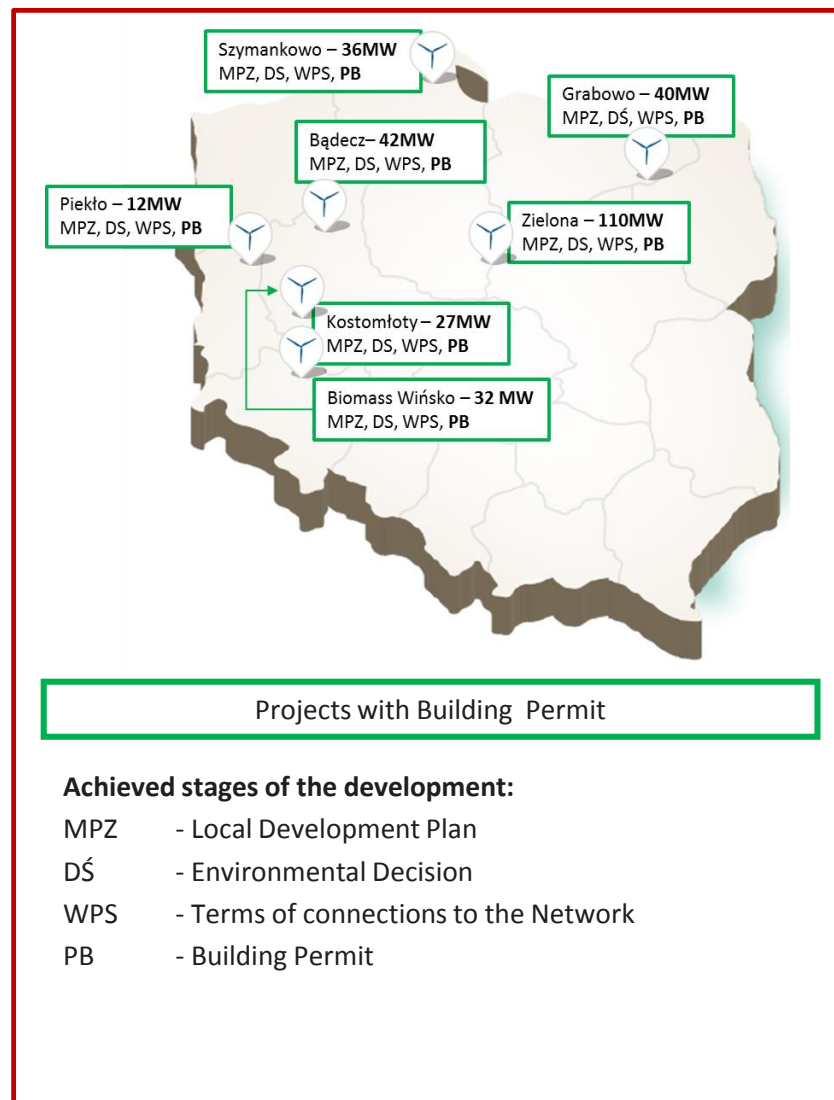 Szymankowo – 36MW
MPZ, DS, WPS, PB
Grabowo – 40MW
MPZ, DŚ, WPS, PB
Bądecz– 42MW
MPZ, DS, WPS, PB
Piekło – 12MW
MPZ, DS, WPS, PB
Zielona – 110MW
MPZ, DS, WPS, PB
Kostomłoty – 27MW
MPZ, DS, WPS, PB
Biomass Wińsko – 32 MW
MPZ, DS, WPS, PB
Projects with Building Permit
Achieved stages of the development:
MPZ - Local Development Plan
DŚ - Environmental Decision
WPS - Terms of connections to the Network
PB - Building Permit